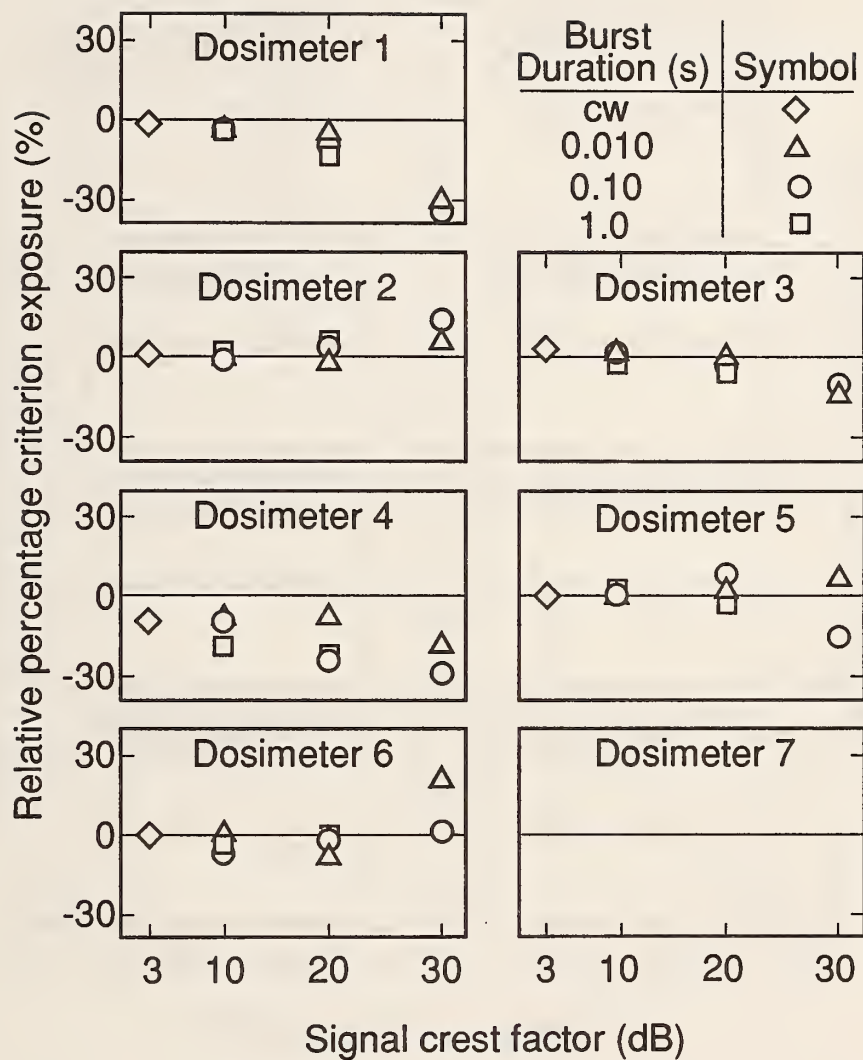 Relative percentage criterion exposure (%)
30
Dosimeter 1
0
-30
Burst
Duration (s) Symbol
cw
0.010
0.10
1.0
30
Dosimeter 2
0
-30
Dosimeter 3
30
Dosimeter 4
0
-30
Dosimeter 5
30
Dosimeter 6
0
-30
Dosimeter 7
3 10 20 30
3 10 20 30
Signal crest factor (dB)